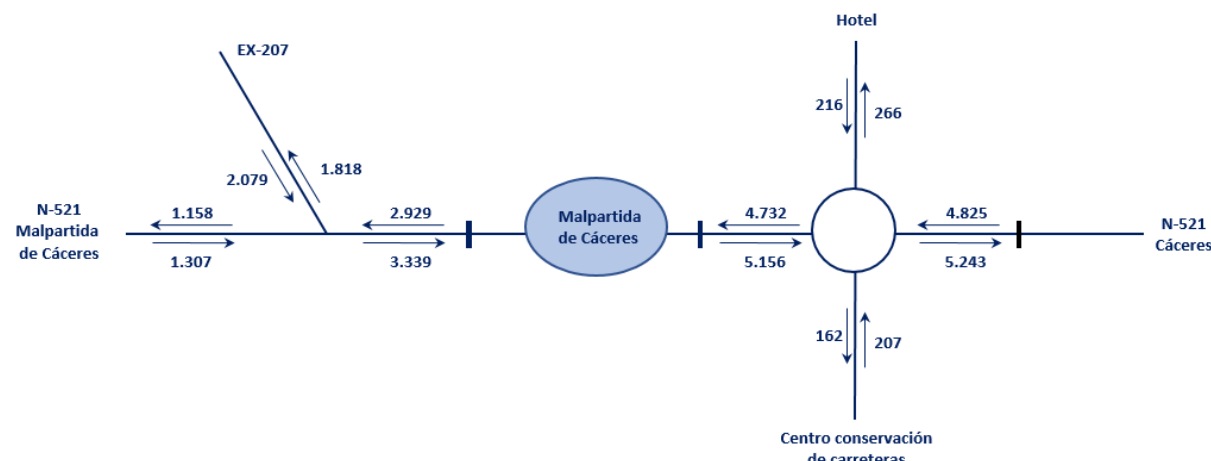 Hotel
EX-207
216
266
2.079
1.818
N-521
Malpartida
de Cáceres
1.158
1.307
2.929
3.339
Malpartida
de Cáceres
4.732
5.156
4.825
5.243
N-521
Cáceres
162
207
Centro conservación
de carreteras